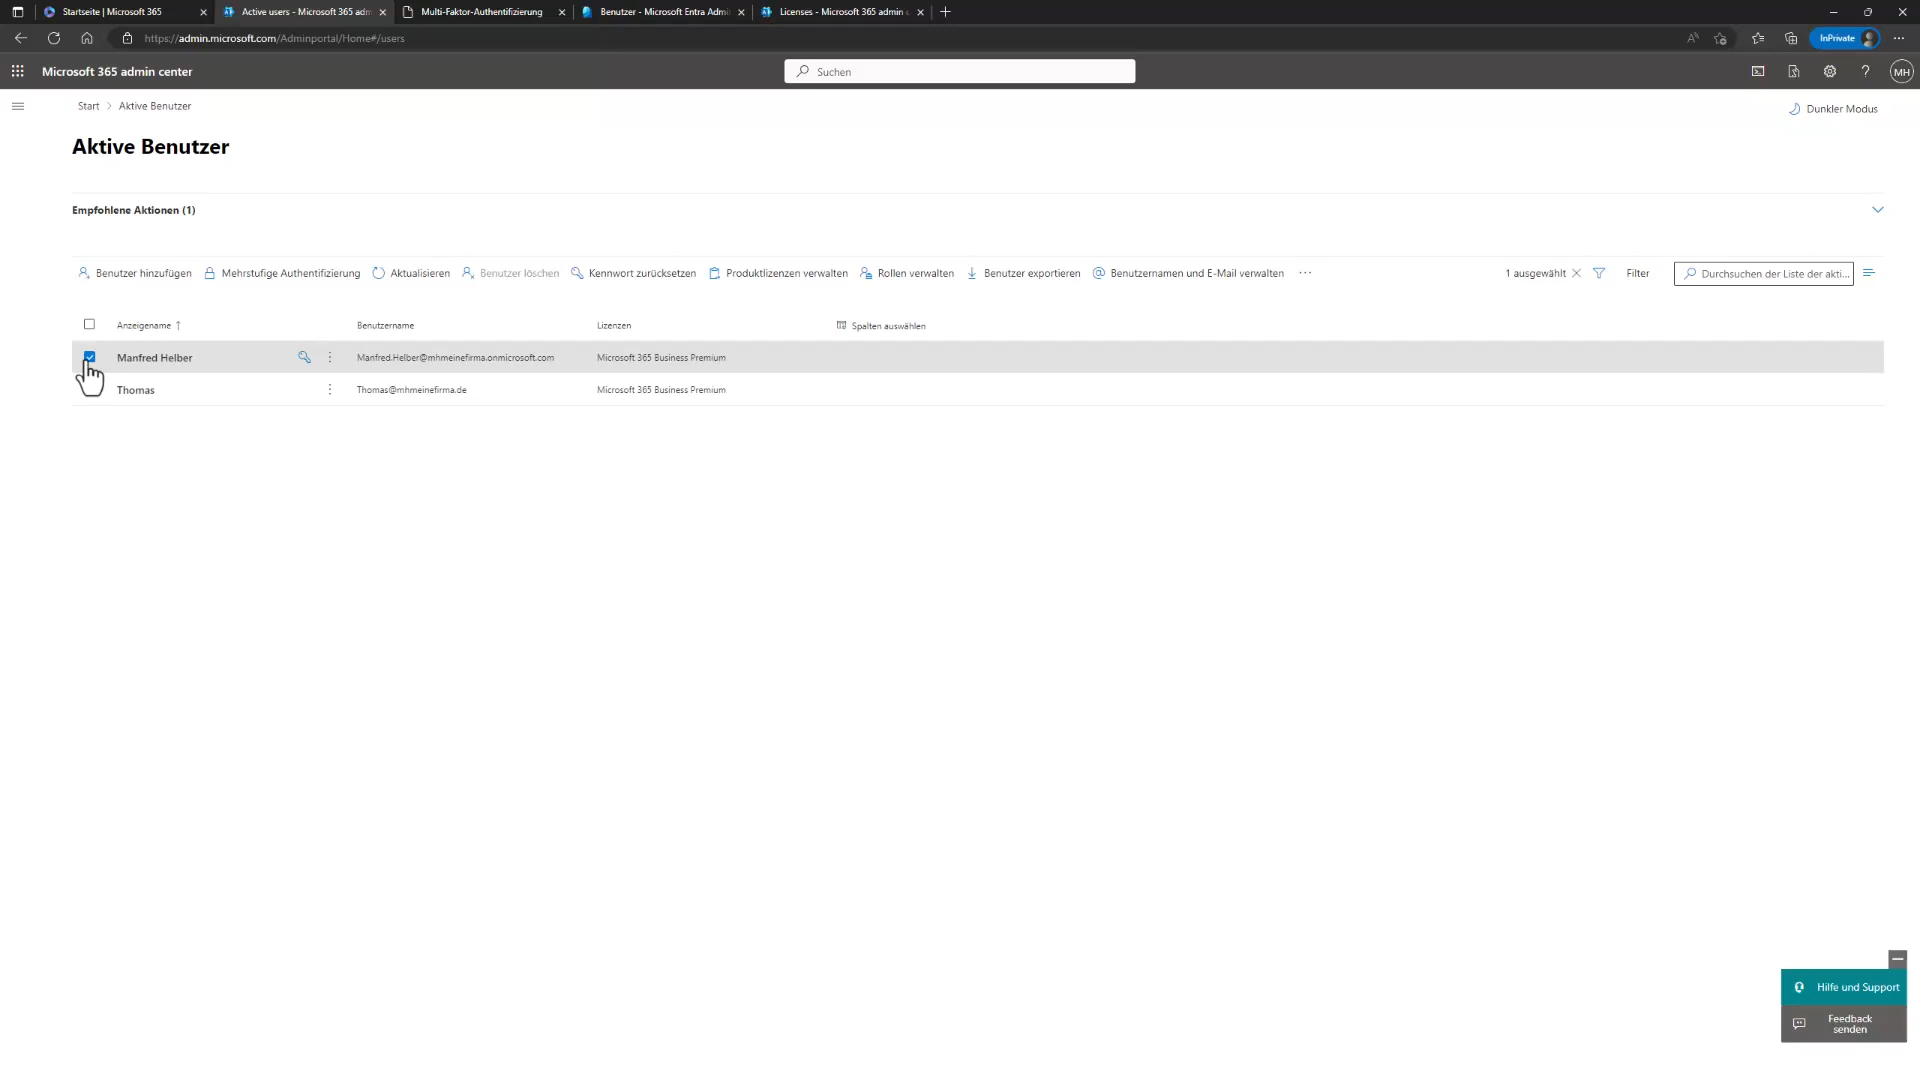 Startseite | Microsoft 365
Active users - Microsoft 365 adm
Multi-Faktor-Authentifizierung
Benutzer - Microsoft Entra Admi
Licenses - Microsoft 365 admin c
https://admin.microsoft.com/Adminportal/Home#/users
InPrivate
Microsoft 365 admin center
Suchen
MH
Start > Aktive Benutzer
Dunkler Modus
Aktive Benutzer
Empfohlene Aktionen (1)
Benutzer hinzufügen Mehrstufige Authentifizierung Aktualisieren Benutzer löschen Kennwort zurücksetzen Produktlizenzen verwalten Rollen verwalten Benutzer exportieren Benutzernamen und E-Mail verwalten ... 1 ausgewählt Filter Durchsuchen der Liste der akti...
Anzeigename ↑ Benutzername Lizenzen Spalten auswählen
Manfred Helber Manfred.Helber@mhmeinefirma.onmicrosoft.com Microsoft 365 Business Premium
Thomas Thomas@mhmeinefirma.de Microsoft 365 Business Premium
Hilfe und Support
Feedback
senden